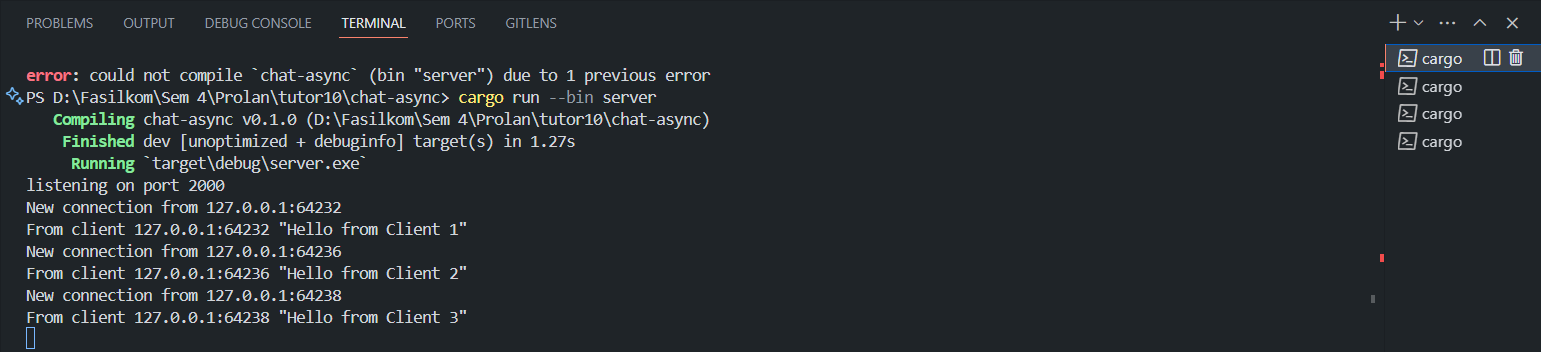 PROBLEMS OUTPUT DEBUG CONSOLE TERMINAL PORTS GITLENS
error: could not compile `chat-async` (bin "server") due to 1 previous error
PS D:\Fasilkom\Sem 4\Prolan\tutor10\chat-async> cargo run --bin server
Compiling chat-async v0.1.0 (D:\Fasilkom\Sem 4\Prolan\tutor10\chat-async)
Finished dev [unoptimized + debuginfo] target(s) in 1.27s
Running `target\debug\server.exe`
listening on port 2000
New connection from 127.0.0.1:64232
From client 127.0.0.1:64232 "Hello from Client 1"
New connection from 127.0.0.1:64236
From client 127.0.0.1:64236 "Hello from Client 2"
New connection from 127.0.0.1:64238
From client 127.0.0.1:64238 "Hello from Client 3"
cargo
cargo
cargo
cargo